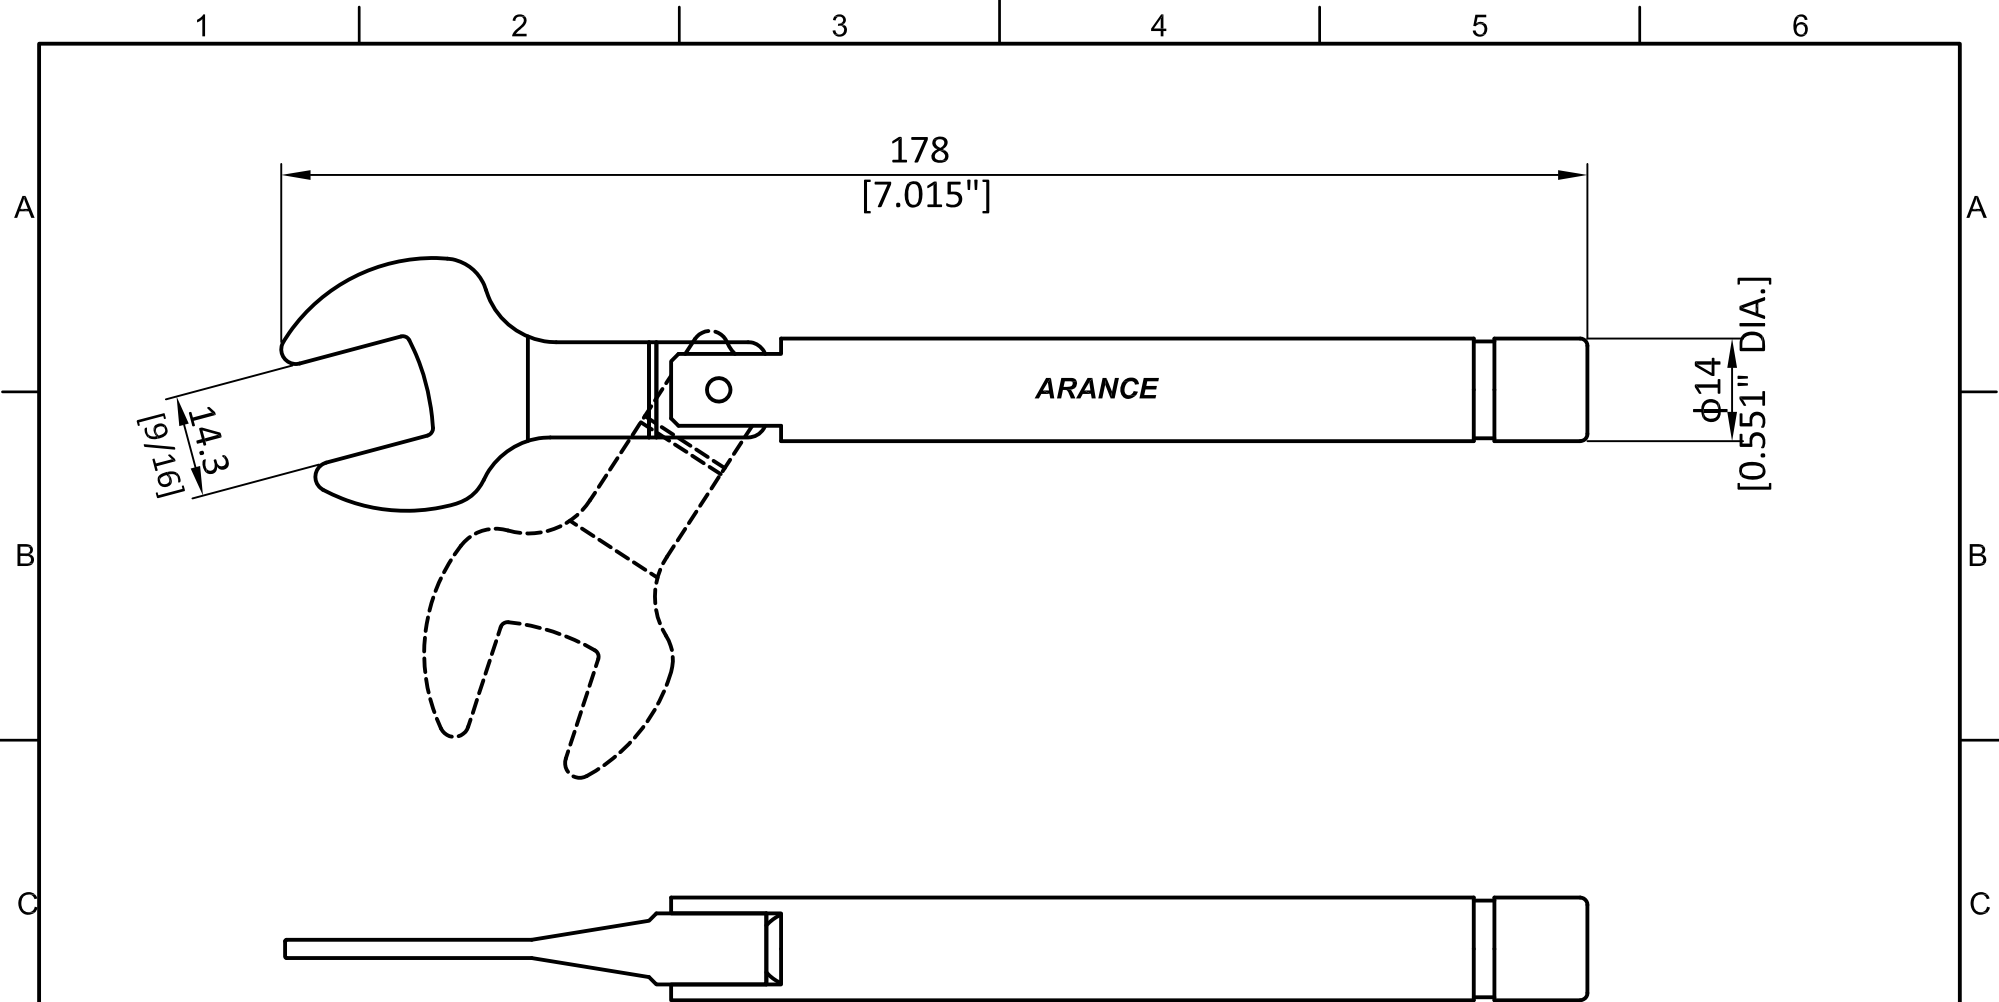 1 2 3 4 5 6
178
[7.015"]
A A
ARANCE
ϕ14
[0.551" DIA.]
14.3
[9/16]
B B
C C